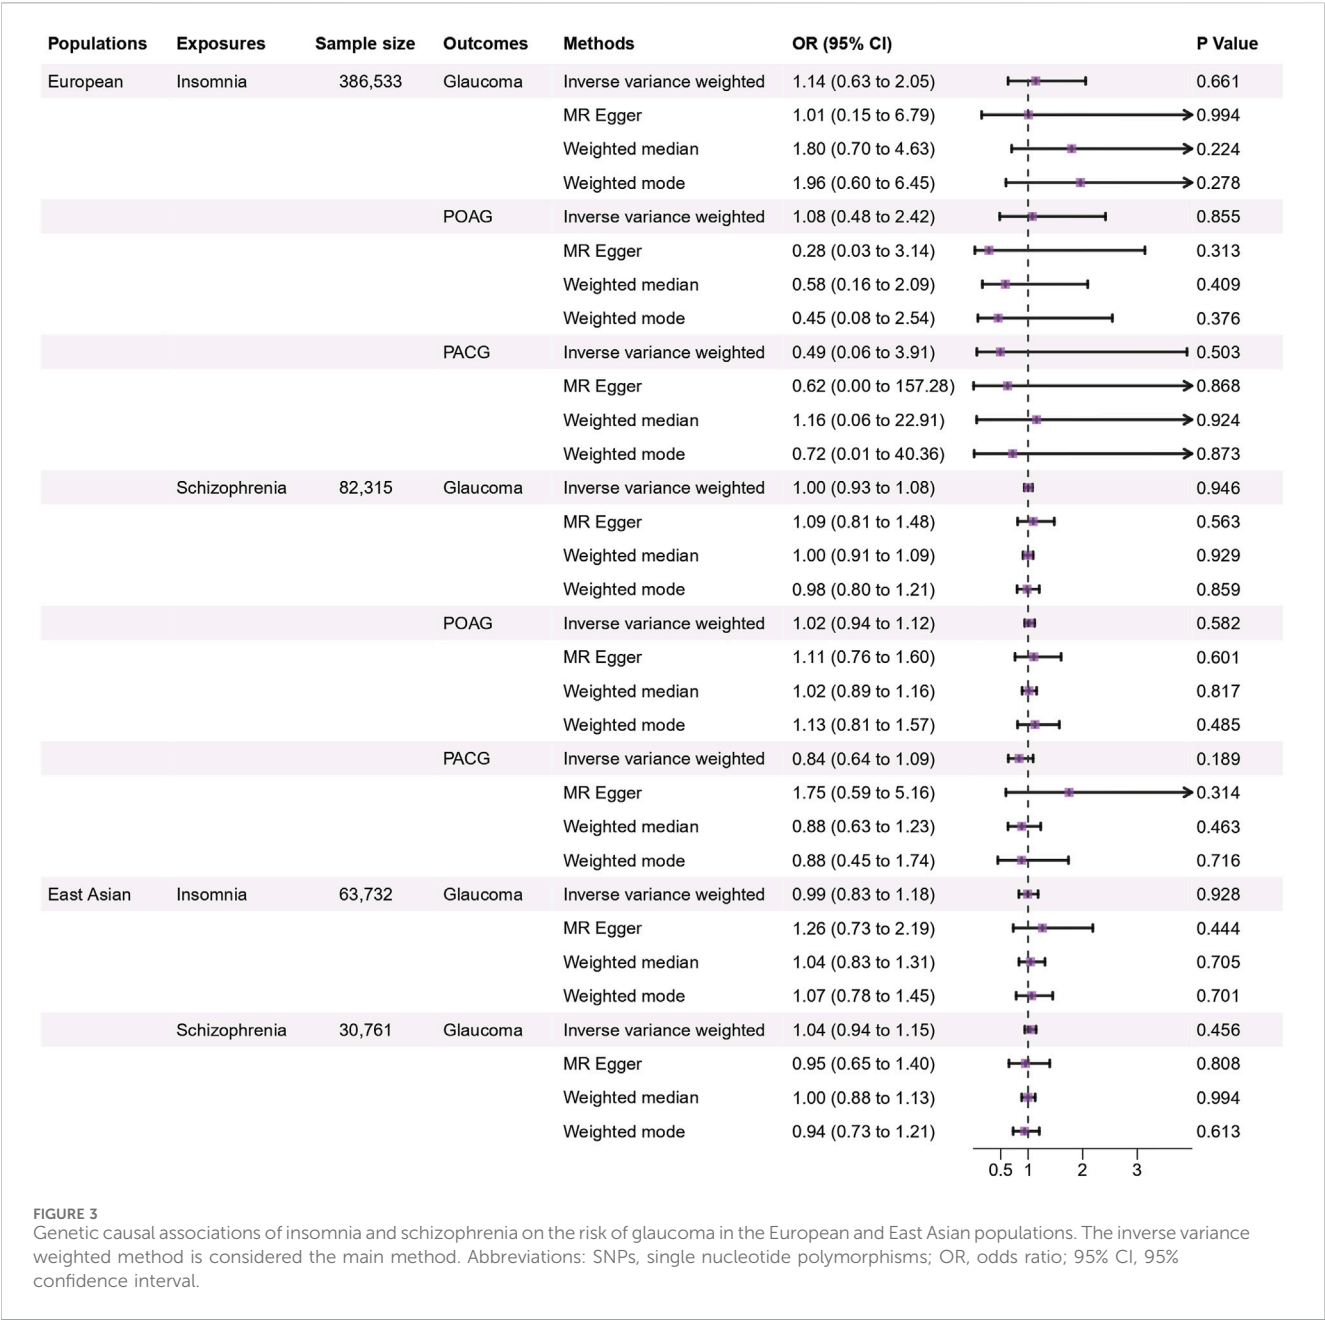 Populations Exposures Sample size Outcomes Methods OR (95% CI) P Value
European Insomnia 386,533 Glaucoma Inverse variance weighted 1.14 (0.63 to 2.05) 0.661
MR Egger 1.01 (0.15 to 6.79) 0.994
Weighted median 1.80 (0.70 to 4.63) 0.224
Weighted mode 1.96 (0.60 to 6.45) 0.278
POAG Inverse variance weighted 1.08 (0.48 to 2.42) 0.855
MR Egger 0.28 (0.03 to 3.14) 0.313
Weighted median 0.58 (0.16 to 2.09) 0.409
Weighted mode 0.45 (0.08 to 2.54) 0.376
PACG Inverse variance weighted 0.49 (0.06 to 3.91) 0.503
MR Egger 0.62 (0.00 to 157.28) 0.868
Weighted median 1.16 (0.06 to 22.91) 0.924
Weighted mode 0.72 (0.01 to 40.36) 0.873
Schizophrenia 82,315 Glaucoma Inverse variance weighted 1.00 (0.93 to 1.08) 0.946
MR Egger 1.09 (0.81 to 1.48) 0.563
Weighted median 1.00 (0.91 to 1.09) 0.929
Weighted mode 0.98 (0.80 to 1.21) 0.859
POAG Inverse variance weighted 1.02 (0.94 to 1.12) 0.582
MR Egger 1.11 (0.76 to 1.60) 0.601
Weighted median 1.02 (0.89 to 1.16) 0.817
Weighted mode 1.13 (0.81 to 1.57) 0.485
PACG Inverse variance weighted 0.84 (0.64 to 1.09) 0.189
MR Egger 1.75 (0.59 to 5.16) 0.314
Weighted median 0.88 (0.63 to 1.23) 0.463
Weighted mode 0.88 (0.45 to 1.74) 0.716
East Asian Insomnia 63,732 Glaucoma Inverse variance weighted 0.99 (0.83 to 1.18) 0.928
MR Egger 1.26 (0.73 to 2.19) 0.444
Weighted median 1.04 (0.83 to 1.31) 0.705
Weighted mode 1.07 (0.78 to 1.45) 0.701
Schizophrenia 30,761 Glaucoma Inverse variance weighted 1.04 (0.94 to 1.15) 0.456
MR Egger 0.95 (0.65 to 1.40) 0.808
Weighted median 1.00 (0.88 to 1.13) 0.994
Weighted mode 0.94 (0.73 to 1.21) 0.613
0.5 1 2 3
FIGURE 3
Genetic causal associations of insomnia and schizophrenia on the risk of glaucoma in the European and East Asian populations. The inverse variance
weighted method is considered the main method. Abbreviations: SNPs, single nucleotide polymorphisms; OR, odds ratio; 95% CI, 95%
confidence interval.